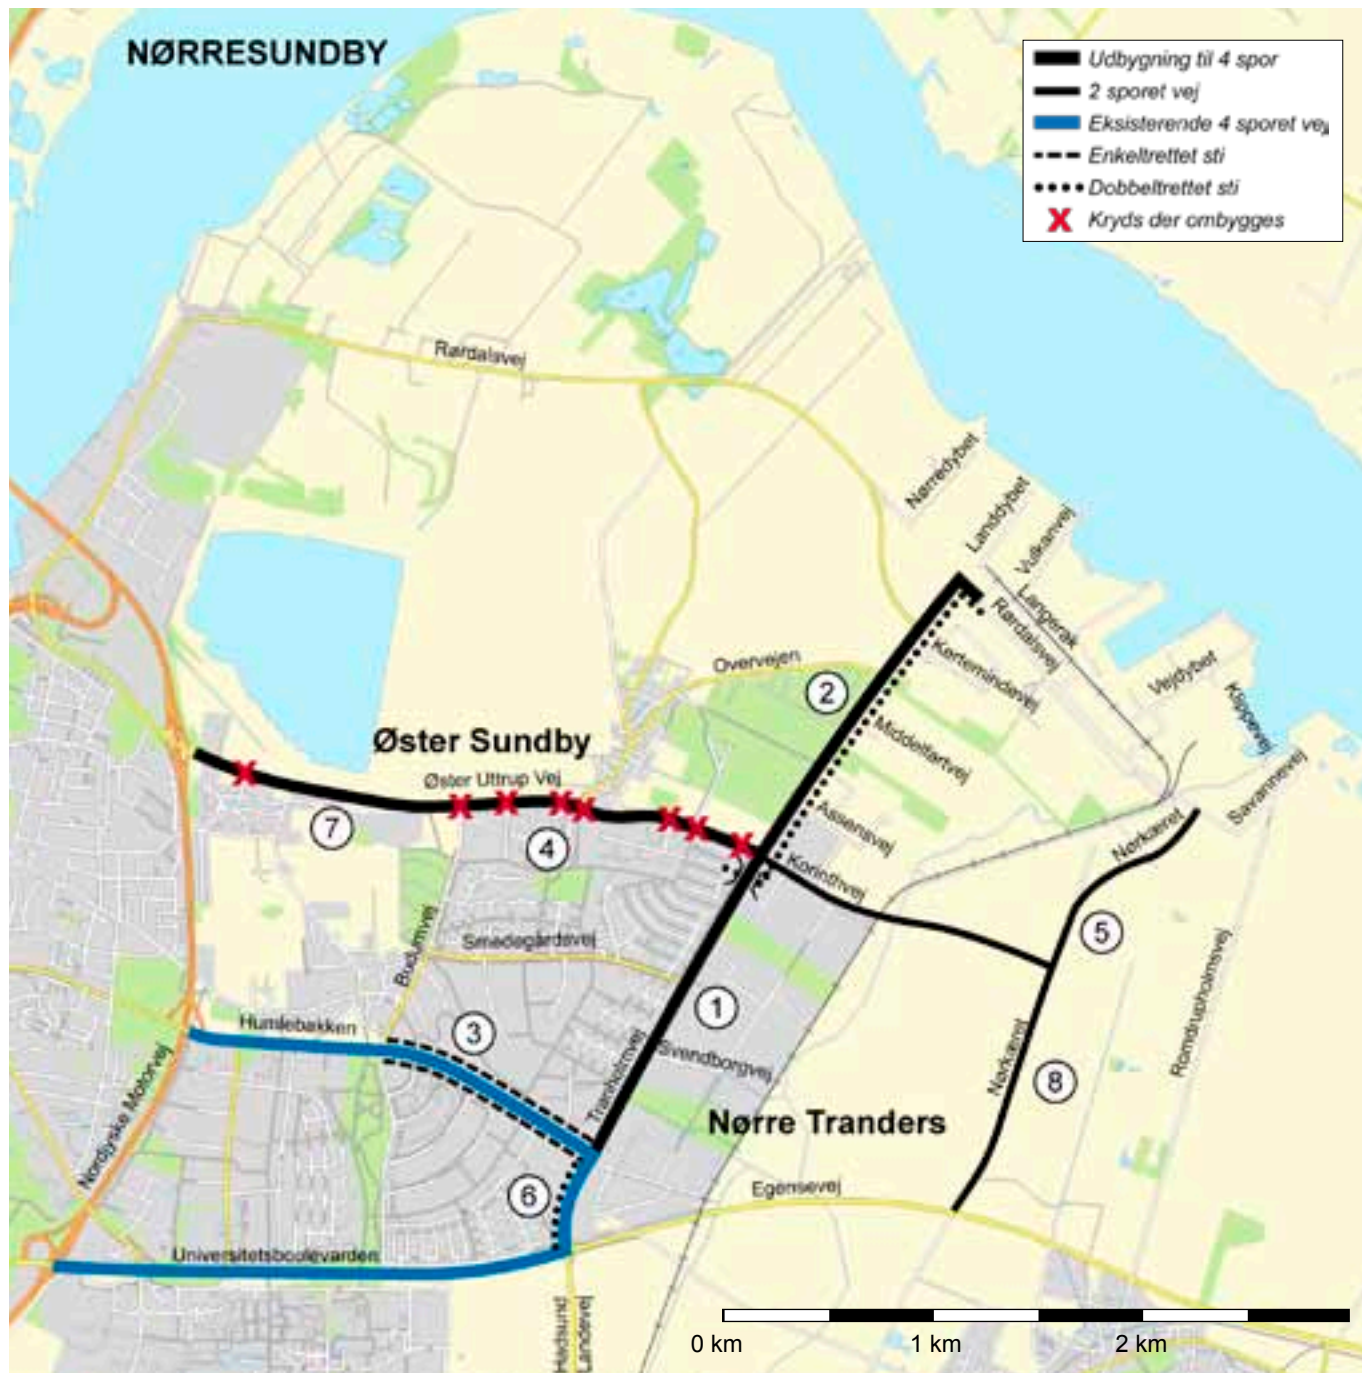 NØRRESUNDBY
Udbygning til 4 spor
2 sporet vej
Eksisterende 4 sporet vej
Enkeltrettet sti
Dobbeltrettet sti
Kryds der ombygges
Rørdalsvej
Nørredybet
Landdybet
Vulkanvej
Langerak
Rørdalsvej
Kertemindevej
Overvejen
2
Vejdybet
Klippevej
Middelfartvej
Øster Sundby
Øster Uttrup Vej
Savannevej
Assensvej
7
4
Nørkæret
Korinthvej
5
Budumvej
Smedegårdsvej
Romdrupholmsvej
1
Humlebakken
3
Svendborgvej
Nordjyske Motorvej
Tranholmvej
Nørkæret
8
Nørre Tranders
6
Egensevej
Universitetsboulevarden
Hadsund
Landevej
0 km
1 km
2 km